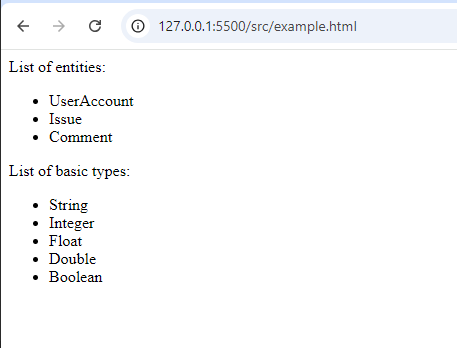 127.0.0.1:5500/src/example.html
List of entities:
UserAccount
Issue
Comment
List of basic types:
String
Integer
Float
Double
Boolean